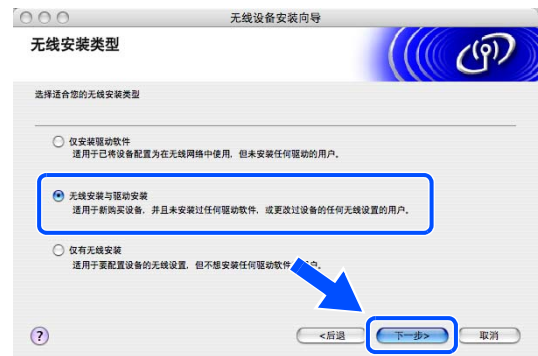 无线设备安装向导
无线安装类型
选择适合您的无线安装类型
仅安装驱动软件
适用于已将设备配置为在无线网络中使用，但未安装任何驱动的用户。
无线安装与驱动安装
适用于新购买设备，并且未安装过任何驱动软件，或更改过设备的任何无线设置的用户。
仅有无线安装
适用于要配置设备的无线设置，但不想安装任何驱动软件 户。
? <后退 下一步> 取消